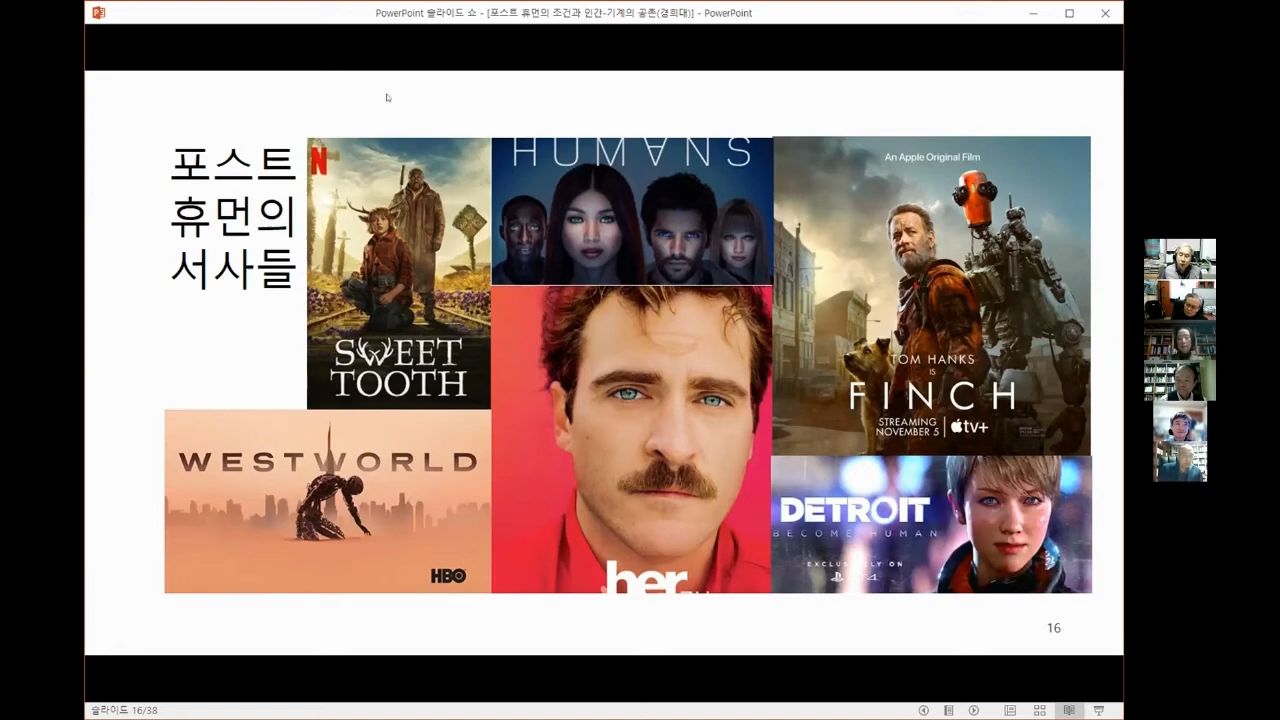 PowerPoint 슬라이드 쇼 - [포스트 휴먼의 조건과 인간-기계의 공존(경희대)] - PowerPoint
포스트
휴먼의
서사들
N
SWEET
TOOTH
HUMANS
An Apple Original Film
TOM HANKS
IS
FINCH
STREAMING
NOVEMBER 5
tv+
WESTWORLD
HBO
her
DETROIT
BECOME HUMAN
EXCLUSIVELY ON
PS4
16
슬라이드 16/38